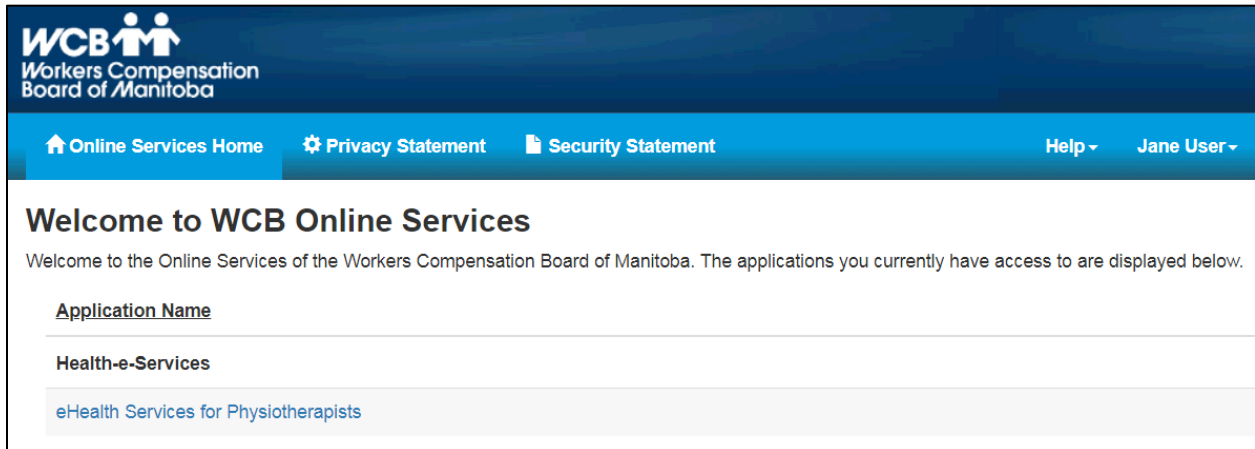 WCB
Workers Compensation
Board of Manitoba
Online Services Home Privacy Statement Security Statement Help Jane User
Welcome to WCB Online Services
Welcome to the Online Services of the Workers Compensation Board of Manitoba. The applications you currently have access to are displayed below.
Application Name
Health-e-Services
eHealth Services for Physiotherapists